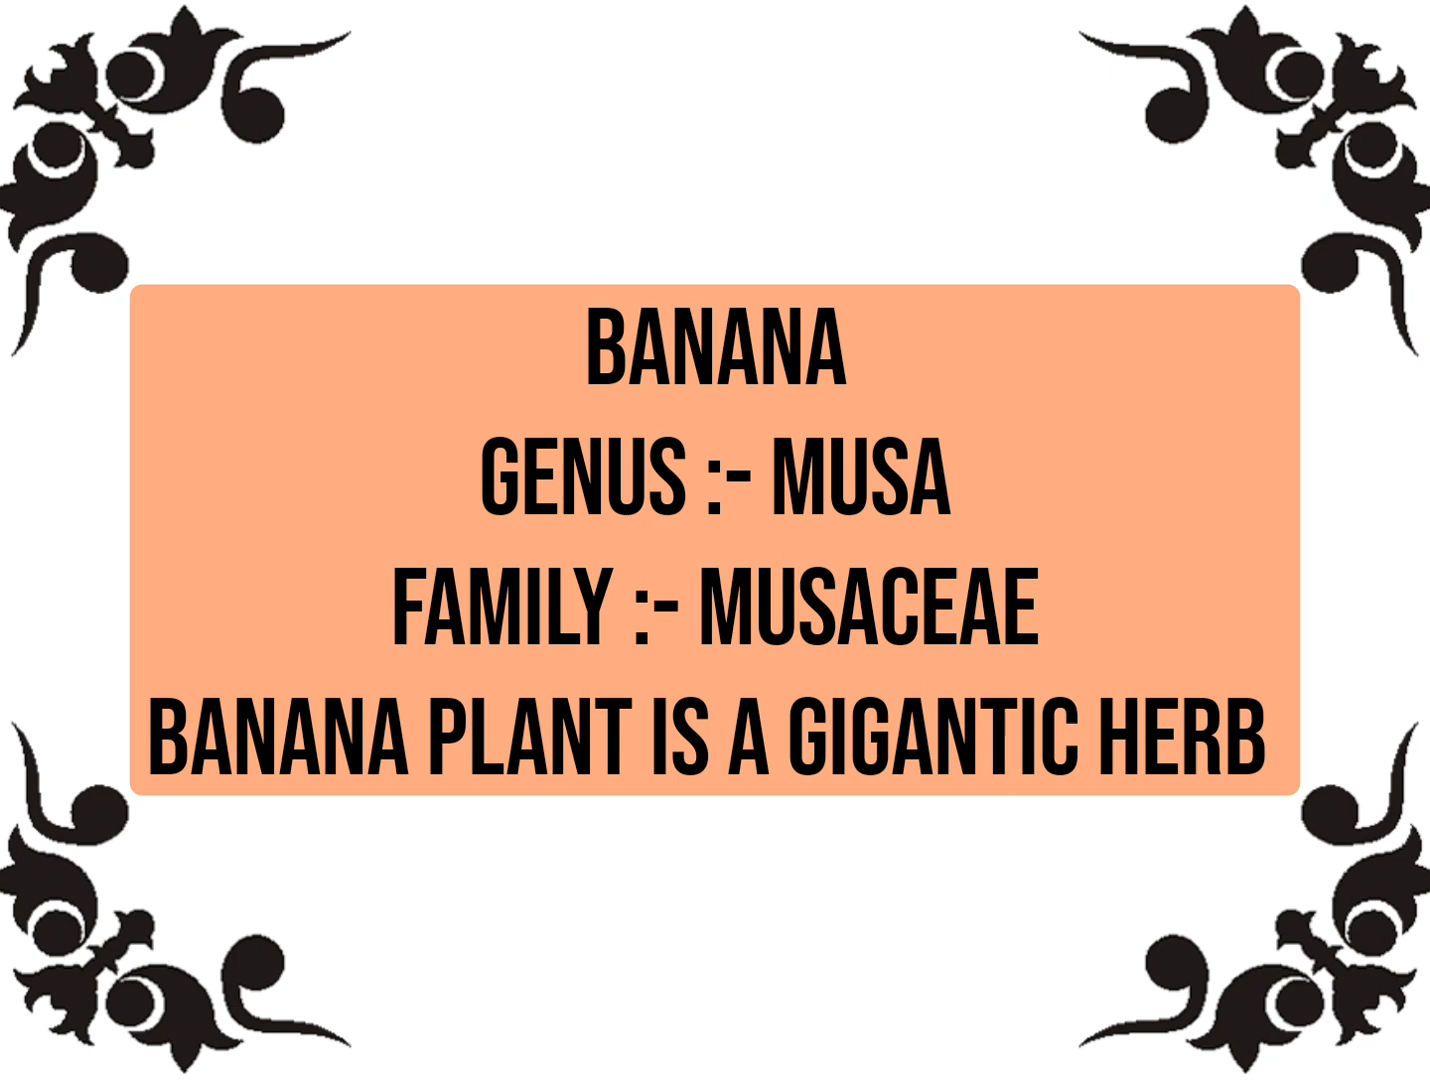 BANANA
GENUS :- MUSA
FAMILY :- MUSACEAE
BANANA PLANT IS A GIGANTIC HERB